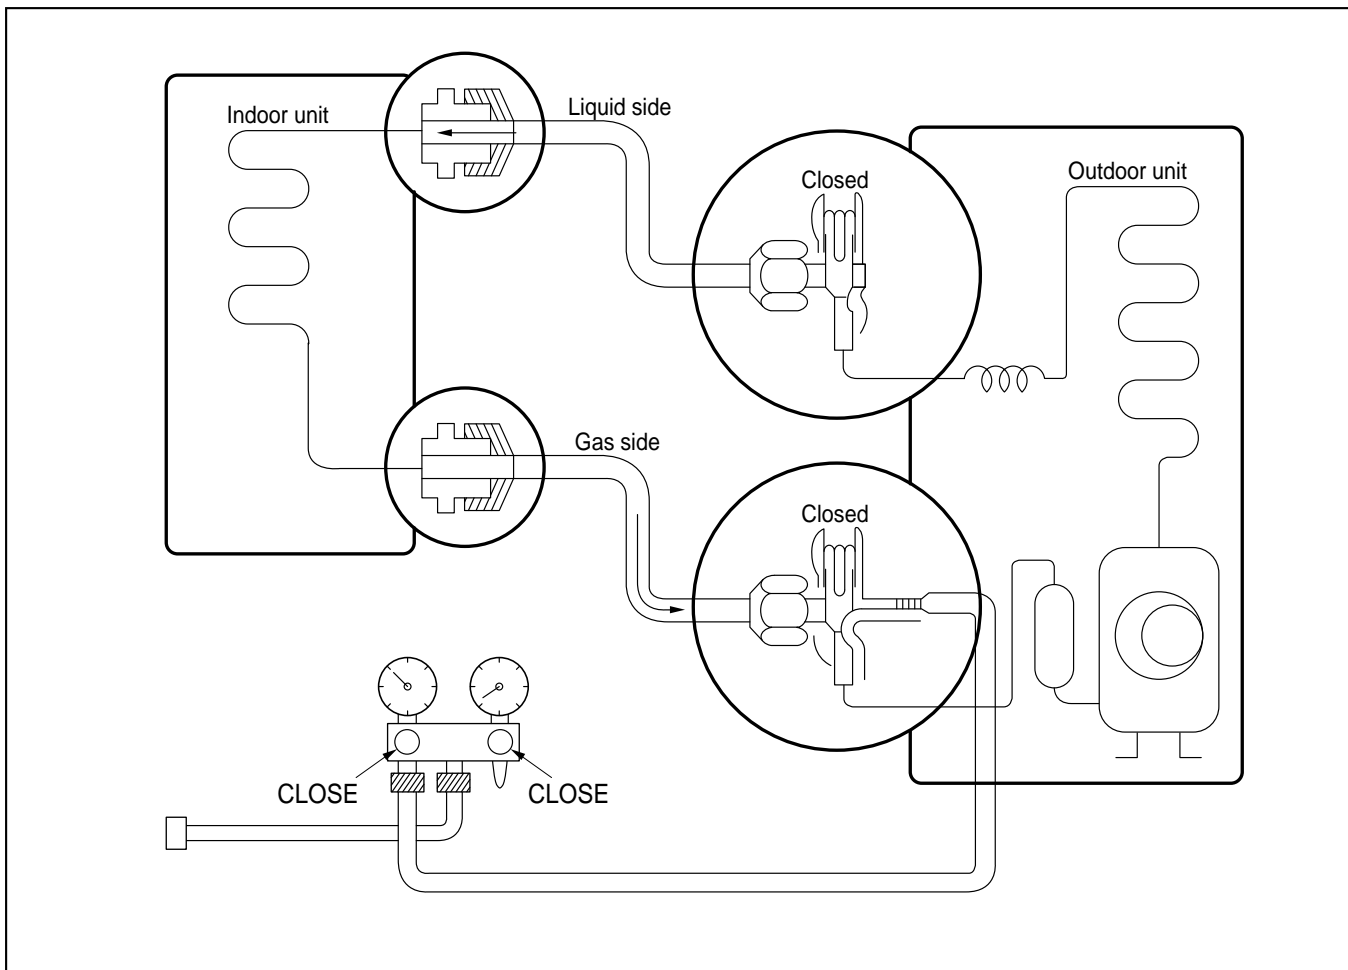 Indoor unit
Liquid side
Closed
Outdoor unit
Gas side
Closed
CLOSE
CLOSE